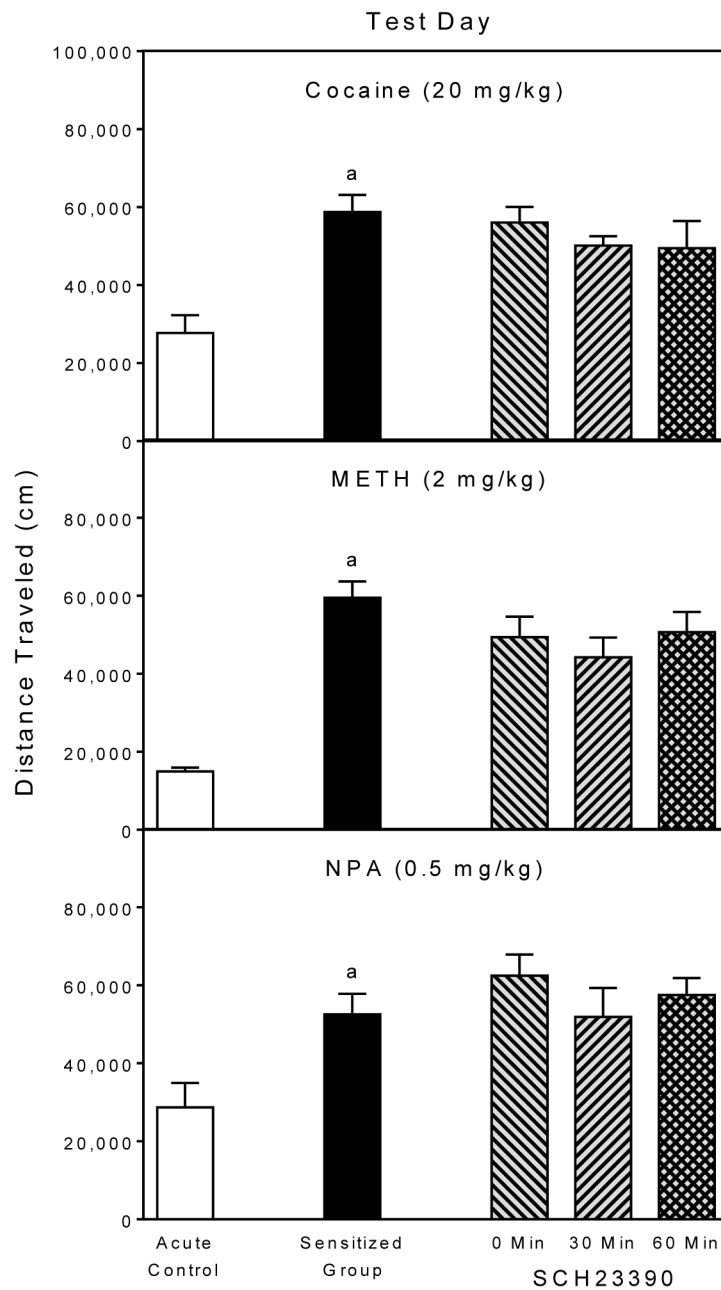 Test Day
100,000
Cocaine (20 mg/kg)
80,000
a
60,000
40,000
20,000
0
METH (2 mg/kg)
80,000
a
60,000
40,000
20,000
0
NPA (0.5 mg/kg)
80,000
a
60,000
40,000
20,000
0
Distance Traveled (cm)
Acute
Control
Sensitized
Group
0 Min 30 Min 60 Min
SCH23390